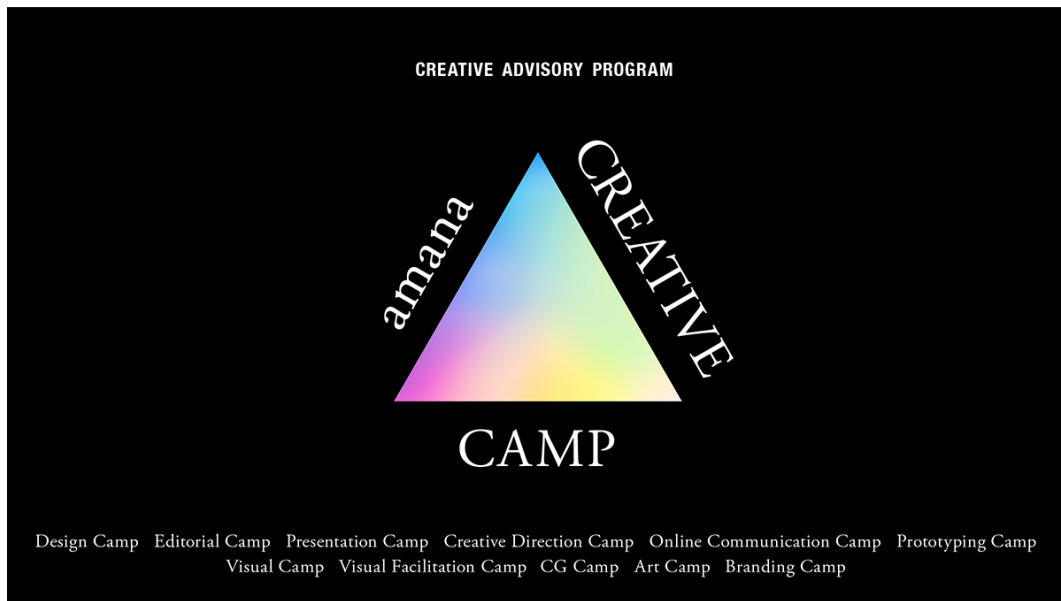 CREATIVE ADVISORY PROGRAM
amana
CREATIVE
CAMP
Design Camp Editorial Camp Presentation Camp Creative Direction Camp Online Communication Camp Prototyping Camp
Visual Camp Visual Facilitation Camp CG Camp Art Camp Branding Camp